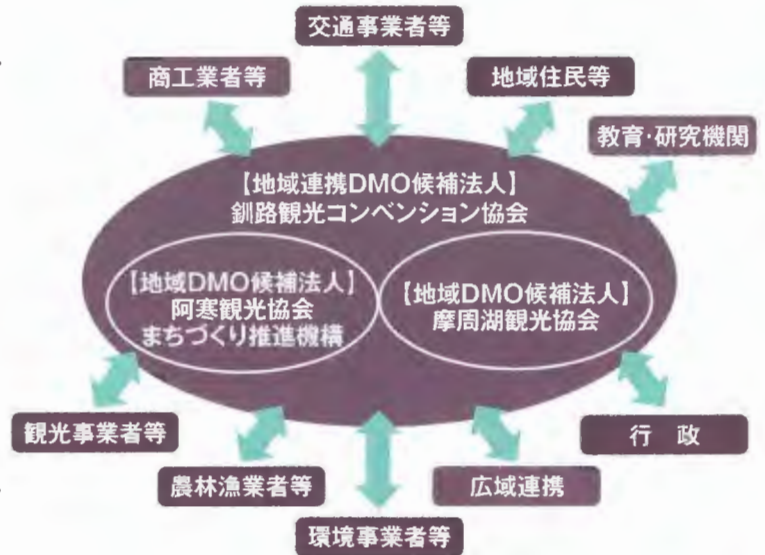 交通事業者等
商工業者等
地域住民等
教育・研究機関
【地域連携DMO候補法人】
釧路観光コンベンション協会
【地域DMO候補法人】
阿寒観光協会
まちづくり推進機構
【地域DMO候補法人】
摩周湖観光協会
観光事業者等
行 政
農林漁業者等
広域連携
環境事業者等